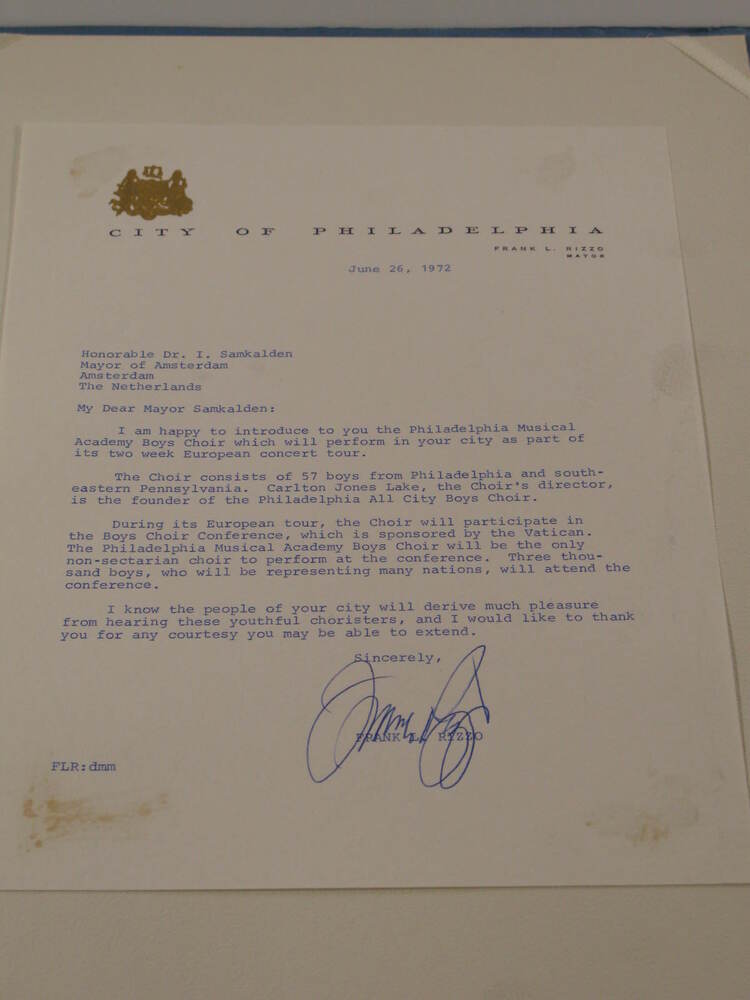 CITY OF PHILADELPHIA
FRANK L. RIZZO
MAYOR
June 26, 1972
Honorable Dr. I. Samkalden
Mayor of Amsterdam
Amsterdam
The Netherlands
My Dear Mayor Samkalden:
I am happy to introduce to you the Philadelphia Musical
Academy Boys Choir which will perform in your city as part of
its two week European concert tour.
The Choir consists of 57 boys from Philadelphia and south-
eastern Pennsylvania. Carlton Jones Lake, the Choir's director,
is the founder of the Philadelphia All City Boys Choir.
During its European tour, the Choir will participate in
the Boys Choir Conference, which is sponsored by the Vatican.
The Philadelphia Musical Academy Boys Choir will be the only
non-sectarian choir to perform at the conference. Three thou-
sand boys, who will be representing many nations, will attend the
conference.
I know the people of your city will derive much pleasure
from hearing these youthful choristers, and I would like to thank
you for any courtesy you may be able to extend.
Sincerely,
FRANK L. RIZZO
FLR:dmm